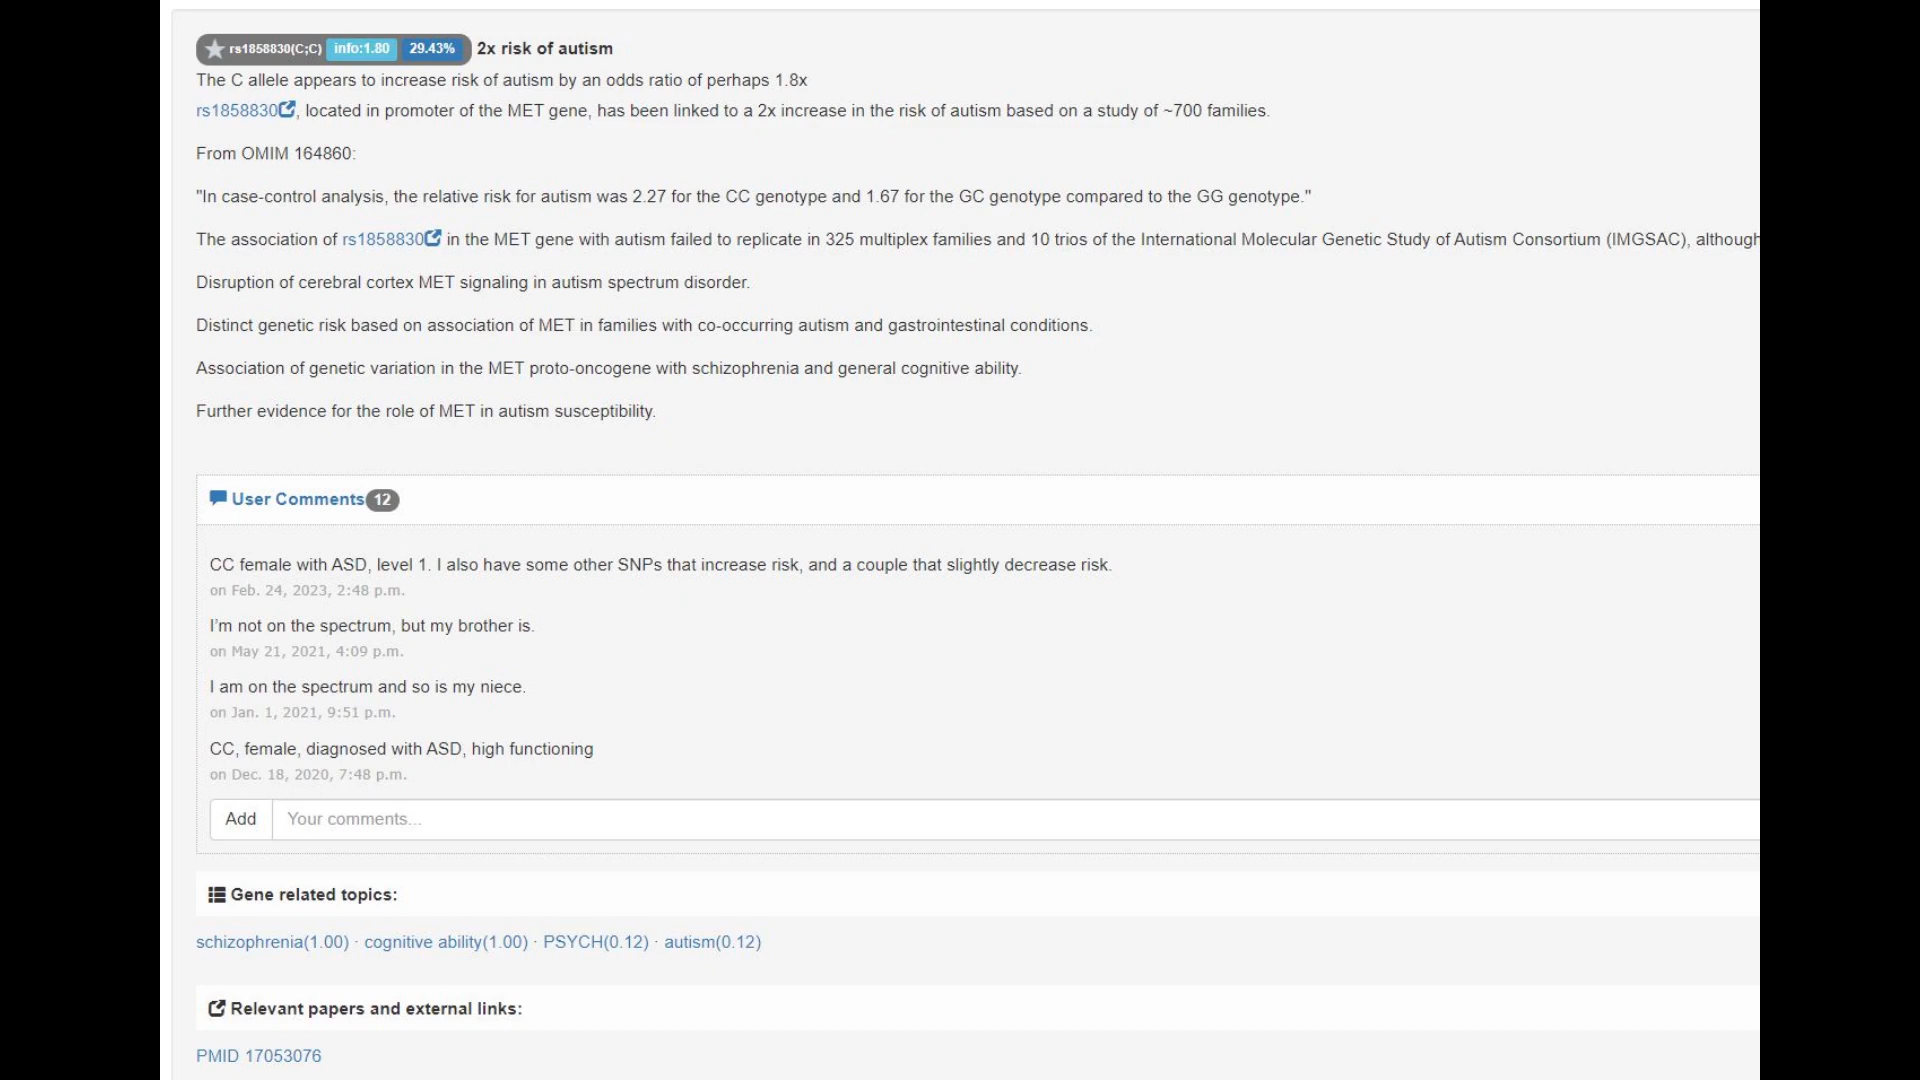 rs1858830(C;C) info:1.80 29.43% 2x risk of autism
The C allele appears to increase risk of autism by an odds ratio of perhaps 1.8x
rs1858830, located in promoter of the MET gene, has been linked to a 2x increase in the risk of autism based on a study of ~700 families.
From OMIM 164860:
"In case-control analysis, the relative risk for autism was 2.27 for the CC genotype and 1.67 for the GC genotype compared to the GG genotype."
The association of rs1858830 in the MET gene with autism failed to replicate in 325 multiplex families and 10 trios of the International Molecular Genetic Study of Autism Consortium (IMGSAC), although
Disruption of cerebral cortex MET signaling in autism spectrum disorder.
Distinct genetic risk based on association of MET in families with co-occurring autism and gastrointestinal conditions.
Association of genetic variation in the MET proto-oncogene with schizophrenia and general cognitive ability.
Further evidence for the role of MET in autism susceptibility.
User Comments 12
CC female with ASD, level 1. I also have some other SNPs that increase risk, and a couple that slightly decrease risk.
on Feb. 24, 2023, 2:48 p.m.
I’m not on the spectrum, but my brother is.
on May 21, 2021, 4:09 p.m.
I am on the spectrum and so is my niece.
on Jan. 1, 2021, 9:51 p.m.
CC, female, diagnosed with ASD, high functioning
on Dec. 18, 2020, 7:48 p.m.
Add Your comments...
Gene related topics:
schizophrenia(1.00) · cognitive ability(1.00) · PSYCH(0.12) · autism(0.12)
Relevant papers and external links:
PMID 17053076